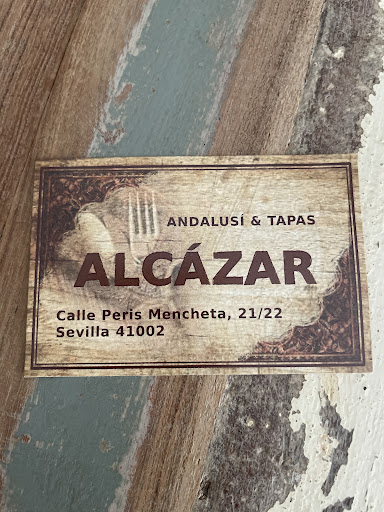 ANDALUSÍ & TAPAS
ALCÁZAR
Calle Peris Mencheta, 21/22
Sevilla 41002